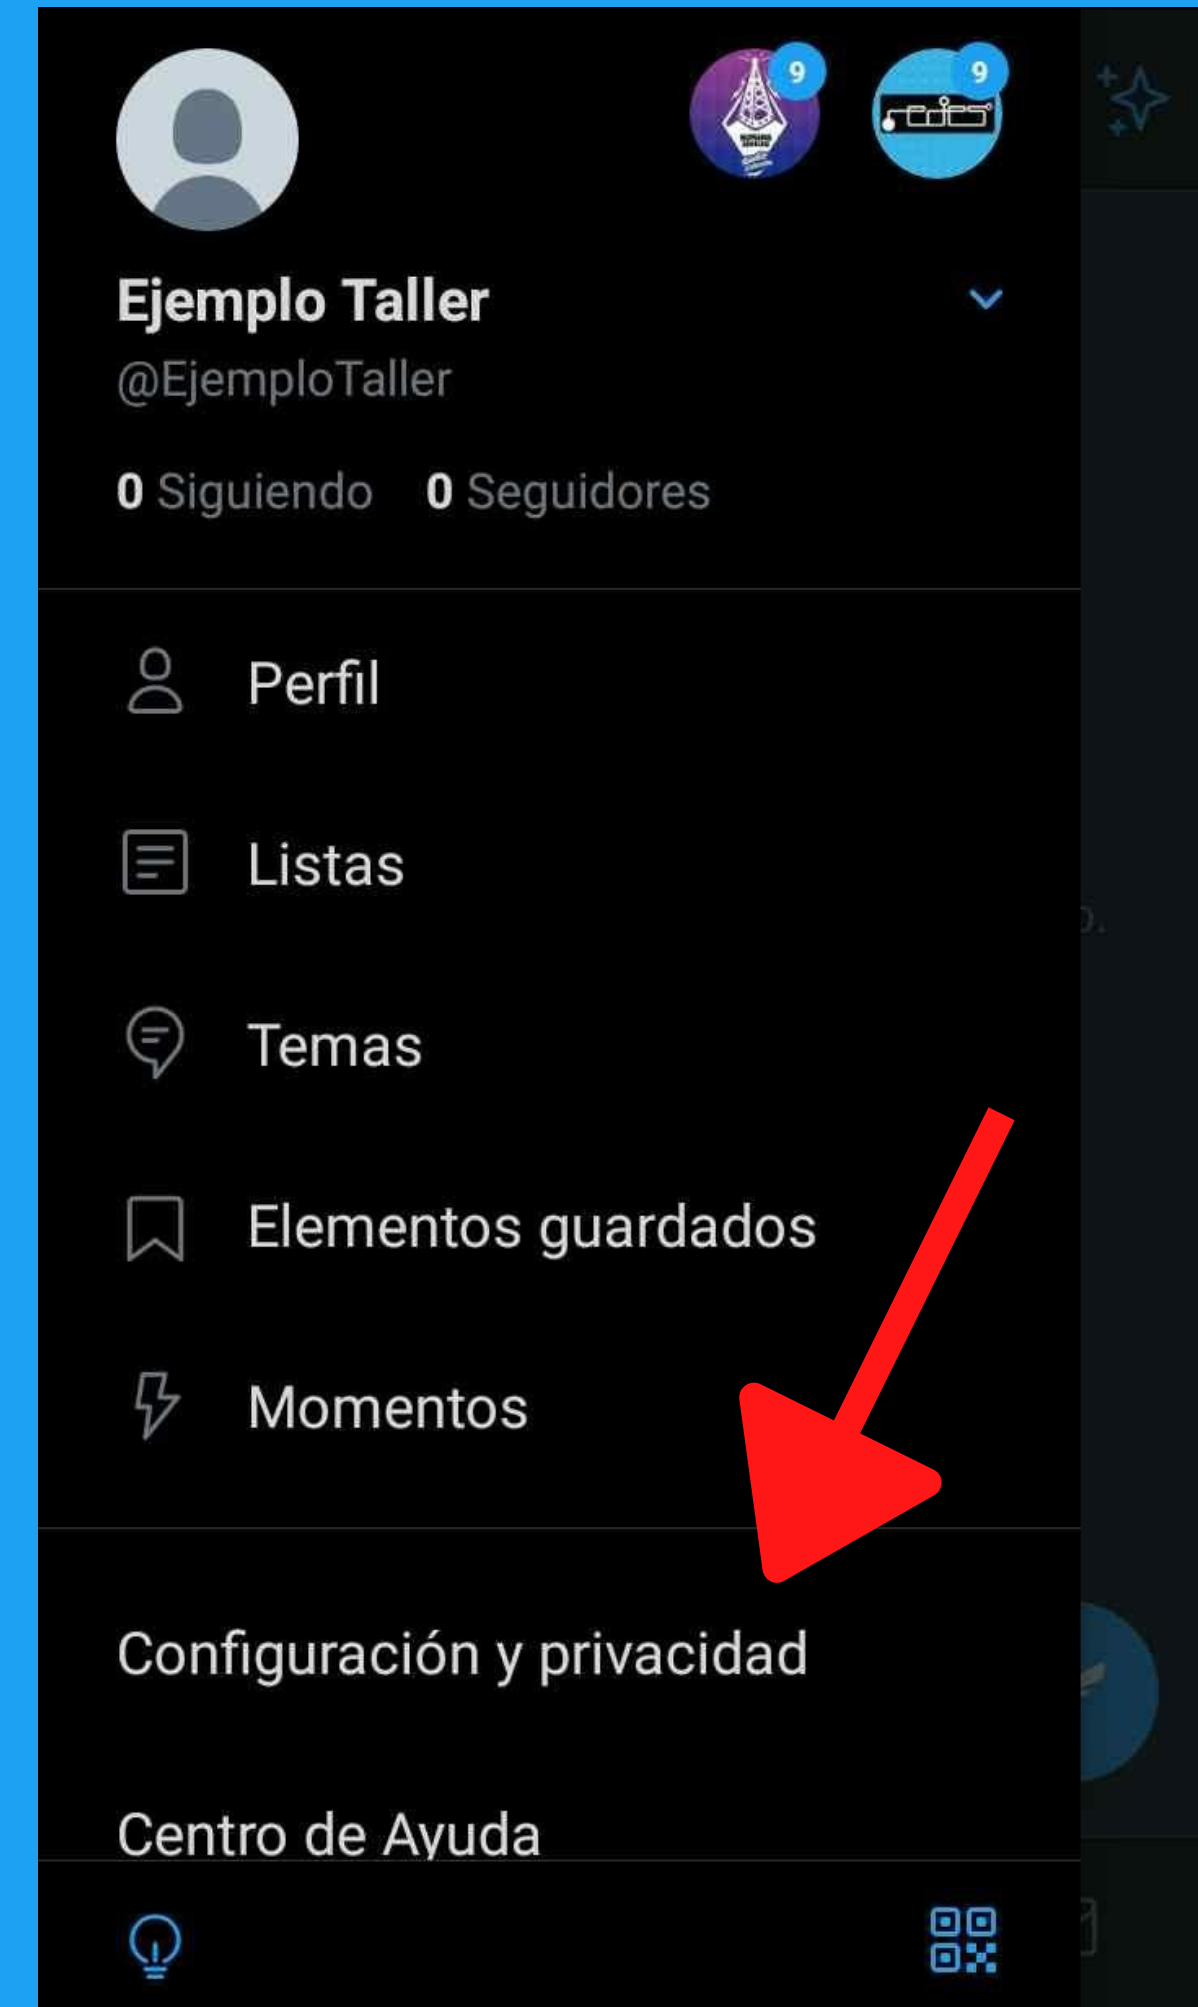 9
9
redes
Ejemplo Taller
@EjemploTaller
0 Siguiendo 0 Seguidores
Perfil
Listas
Temas
Elementos guardados
Momentos
Configuración y privacidad
Centro de Ayuda